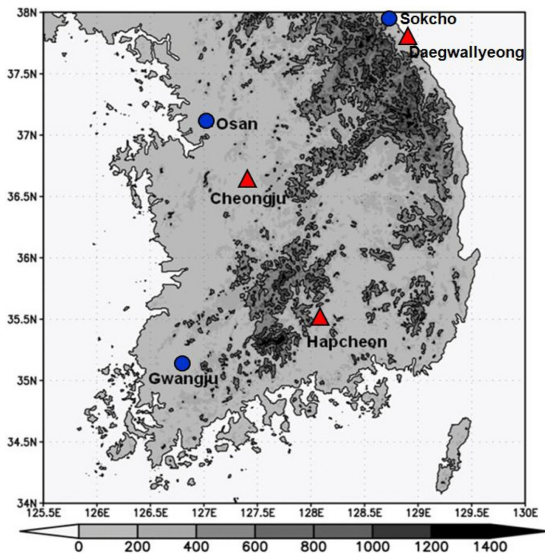 38N
Sokcho
Daegwallyeong
37.5N
37N
Osan
36.5N
Cheongju
36N
35.5N
Hapcheon
35N
Gwangju
34.5N
34N
125.5E 126E 126.5E 127E 127.5E 128E 128.5E 129E 129.5E 130E
0 200 400 600 800 1000 1200 1400